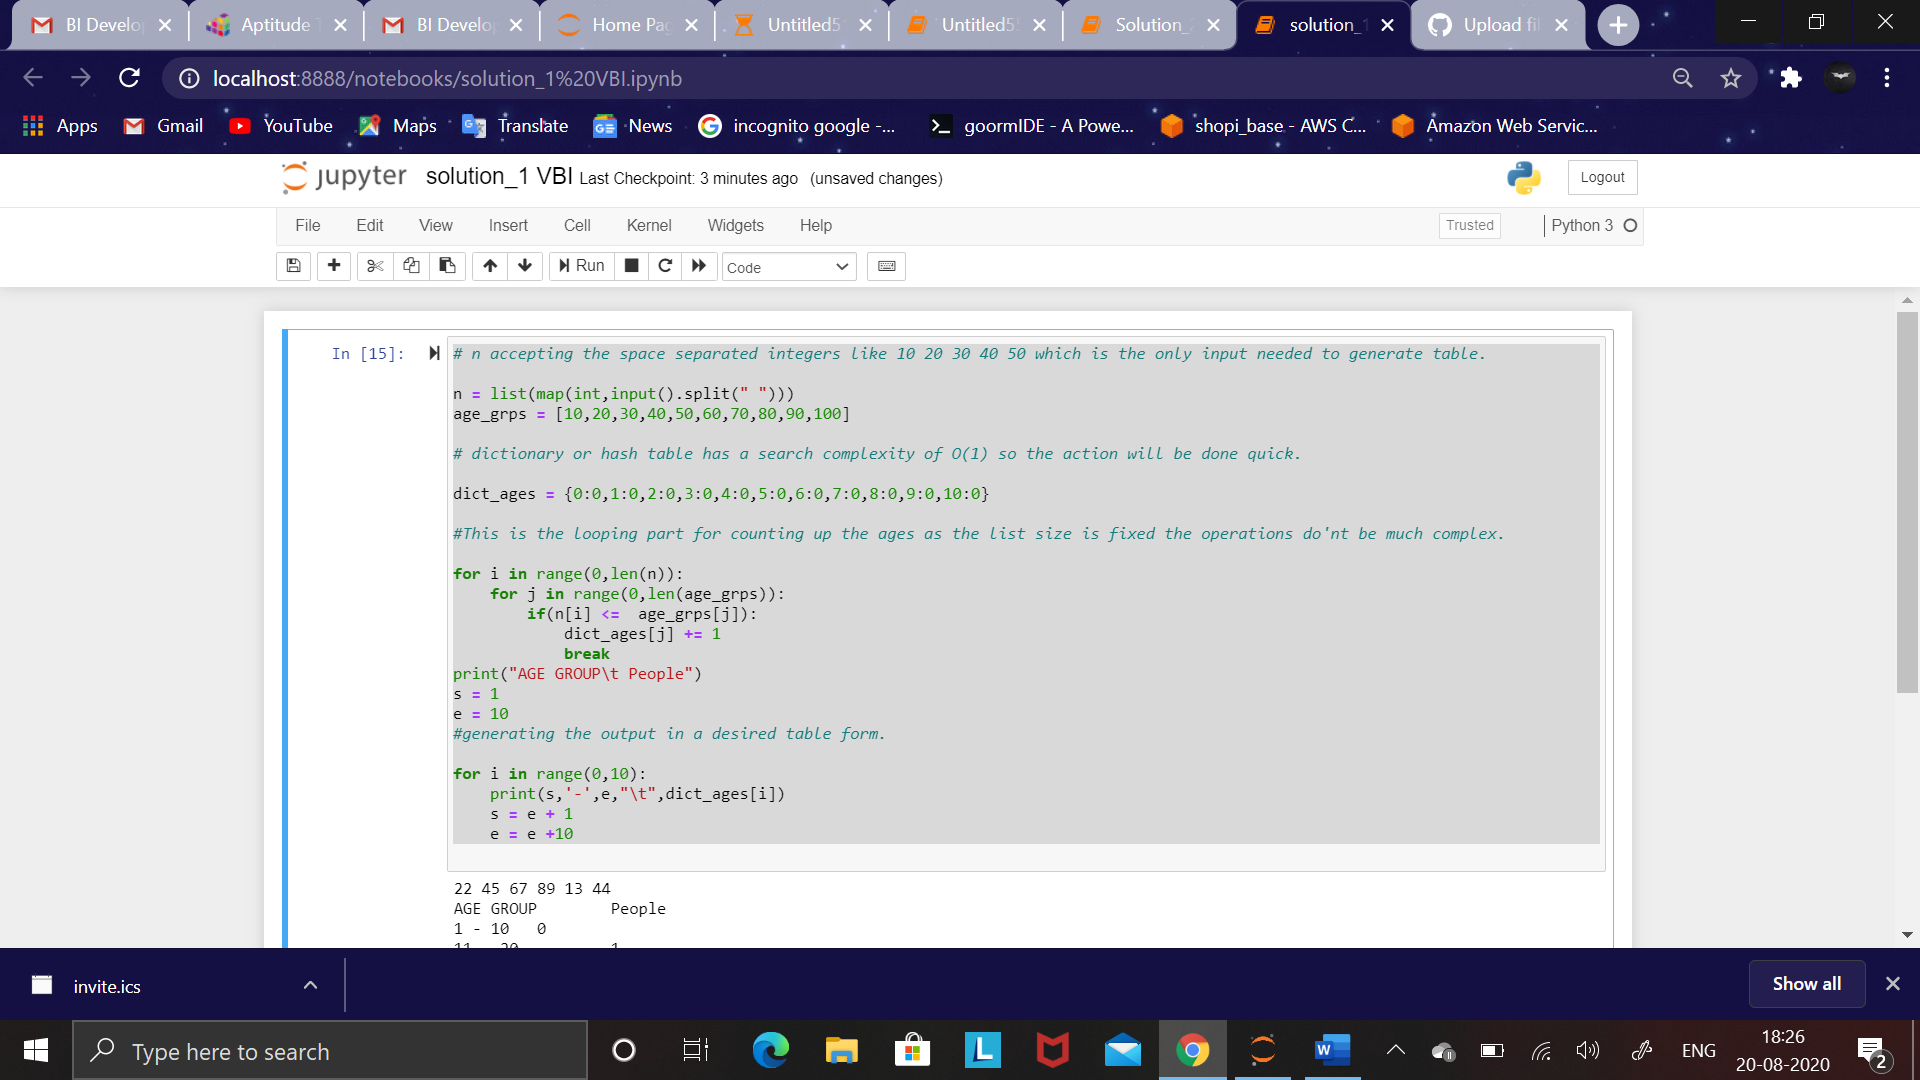 BI Develo
Aptitude T
BI Develo
Home Pag
Untitled5
Untitled5
Solution_
solution_1
Upload fil
localhost:8888/notebooks/solution_1%20VBI.ipynb
Apps
Gmail
YouTube
Maps
Translate
News
incognito google -...
goormIDE - A Powe...
shopi_base - AWS C...
Amazon Web Servic...
jupyter
solution_1 VBI Last Checkpoint: 3 minutes ago (unsaved changes)
Logout
File
Edit
View
Insert
Cell
Kernel
Widgets
Help
Trusted
Python 3
Run
Code
In [15]:
# n accepting the space separated integers like 10 20 30 40 50 which is the only input needed to generate table.
n = list(map(int,input().split(" ")))
age_grps = [10,20,30,40,50,60,70,80,90,100]
# dictionary or hash table has a search complexity of O(1) so the action will be done quick.
dict_ages = {0:0,1:0,2:0,3:0,4:0,5:0,6:0,7:0,8:0,9:0,10:0}
#This is the looping part for counting up the ages as the list size is fixed the operations do'nt be much complex.
for i in range(0,len(n)):
for j in range(0,len(age_grps)):
if(n[i] <=  age_grps[j]):
dict_ages[j] += 1
break
print("AGE GROUP\t People")
s = 1
e = 10
#generating the output in a desired table form.
for i in range(0,10):
print(s,'-',e,"\t",dict_ages[i])
s = e + 1
e = e +10
22 45 67 89 13 44
AGE GROUP People
1 - 10 0
11 - 20 1
invite.ics
Show all
Type here to search
ENG
18:26
20-08-2020
2